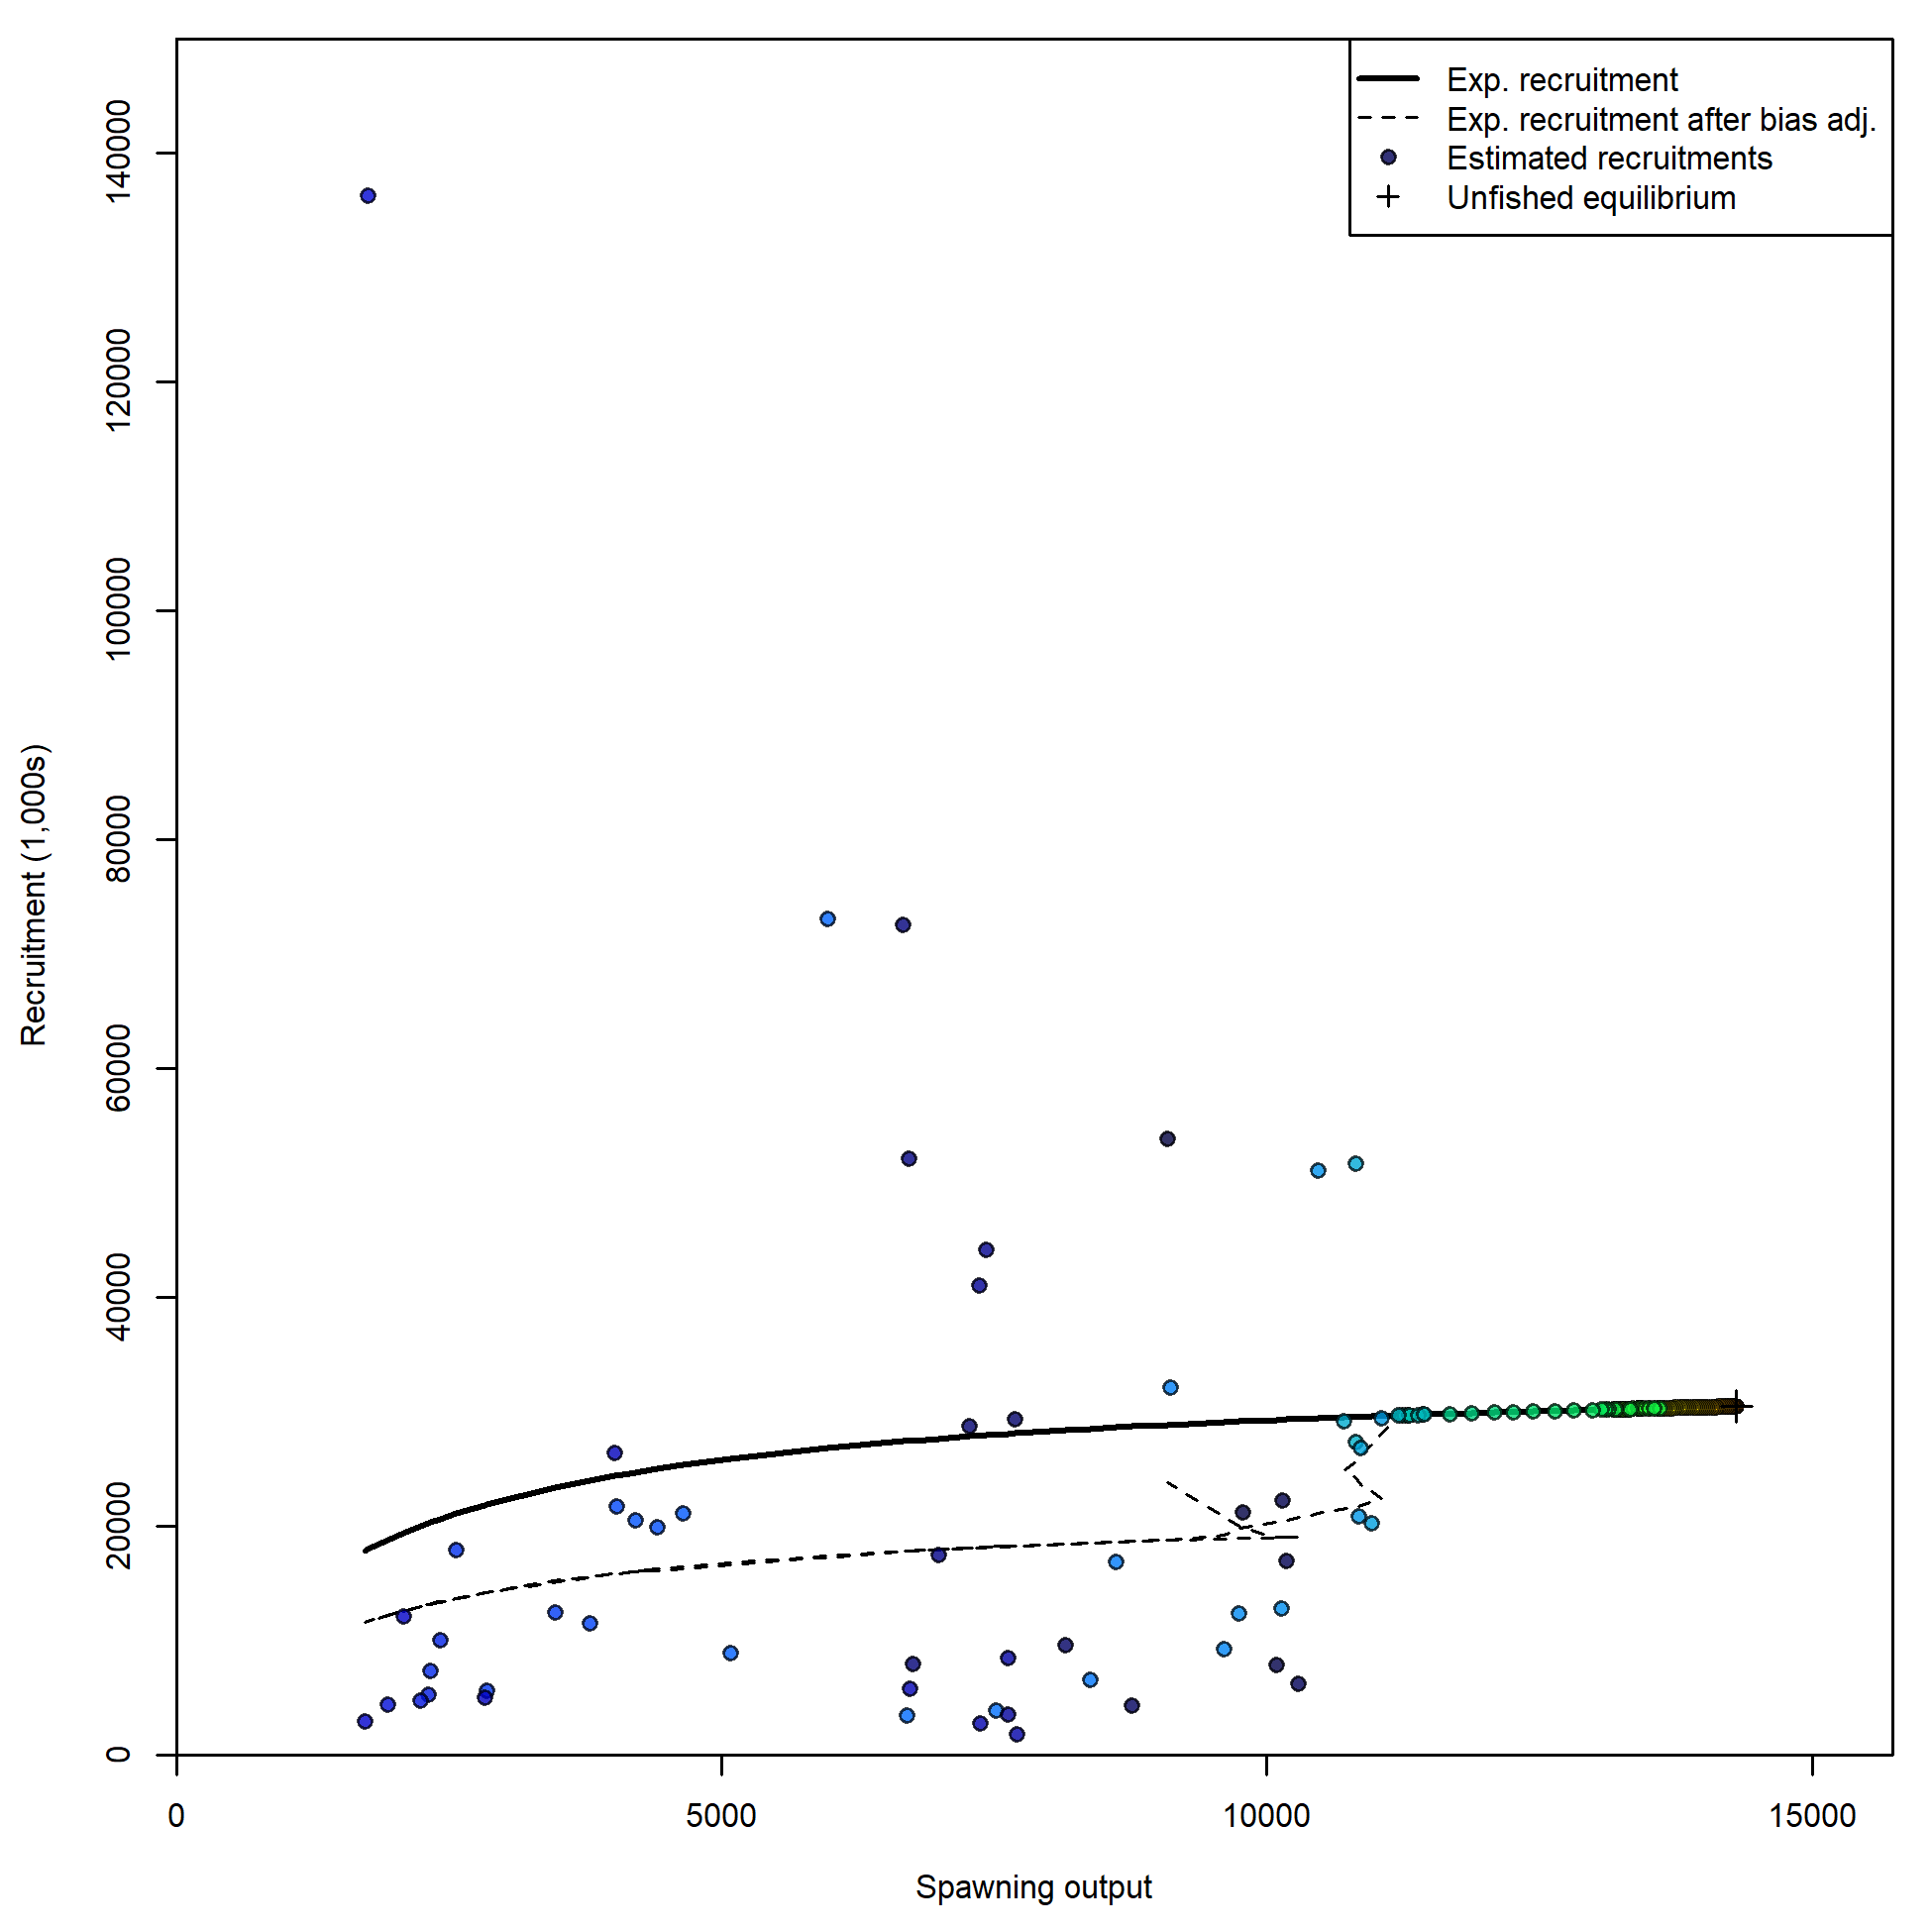 Exp. recruitment
Exp. recruitment after bias adj.
Estimated recruitments
Unfished equilibrium
140000
120000
100000
80000
60000
40000
20000
0
Recruitment (1,000s)
0 5000 10000 15000
Spawning output